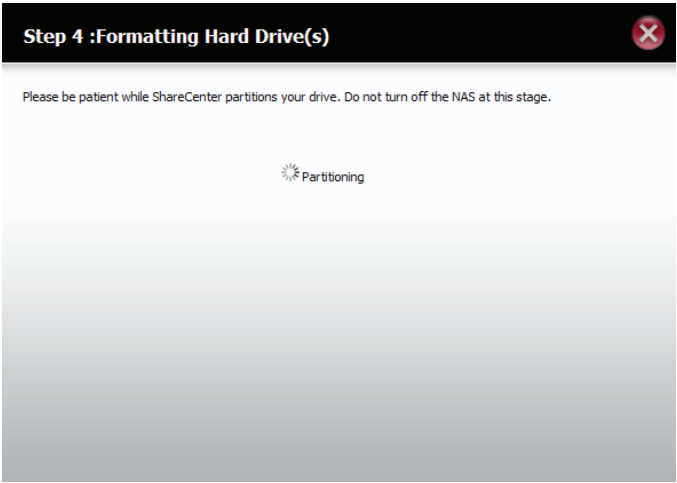 Step 4 :Formatting Hard Drive(s)
Please be patient while ShareCenter partitions your drive. Do not turn off the NAS at this stage.
Partitioning